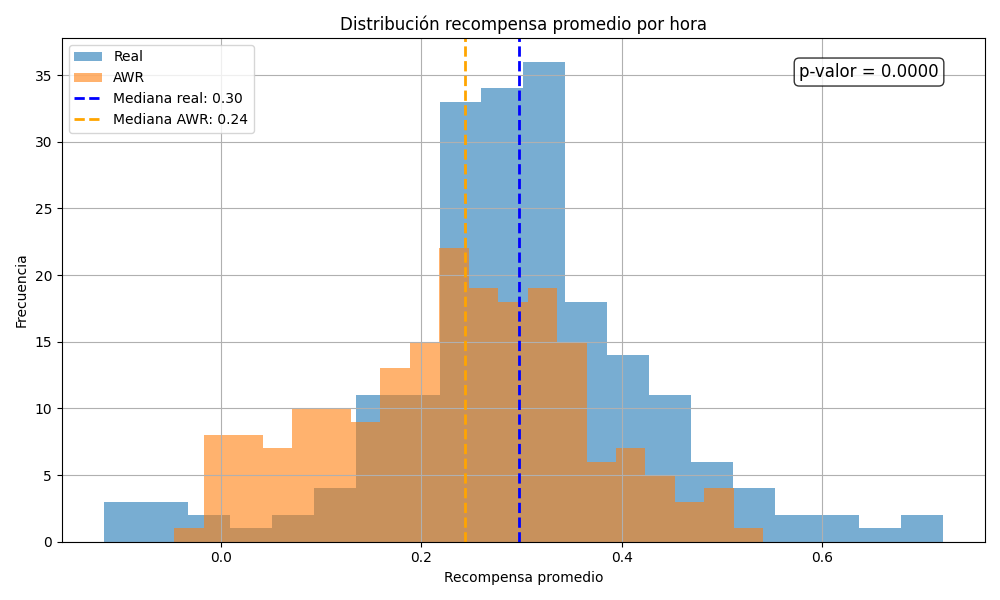 Distribución recompensa promedio por hora
Real
AWR
Mediana real: 0.30
Mediana AWR: 0.24
p-valor = 0.0000
35
30
25
20
15
10
5
0
Frecuencia
0.0 0.2 0.4 0.6
Recompensa promedio